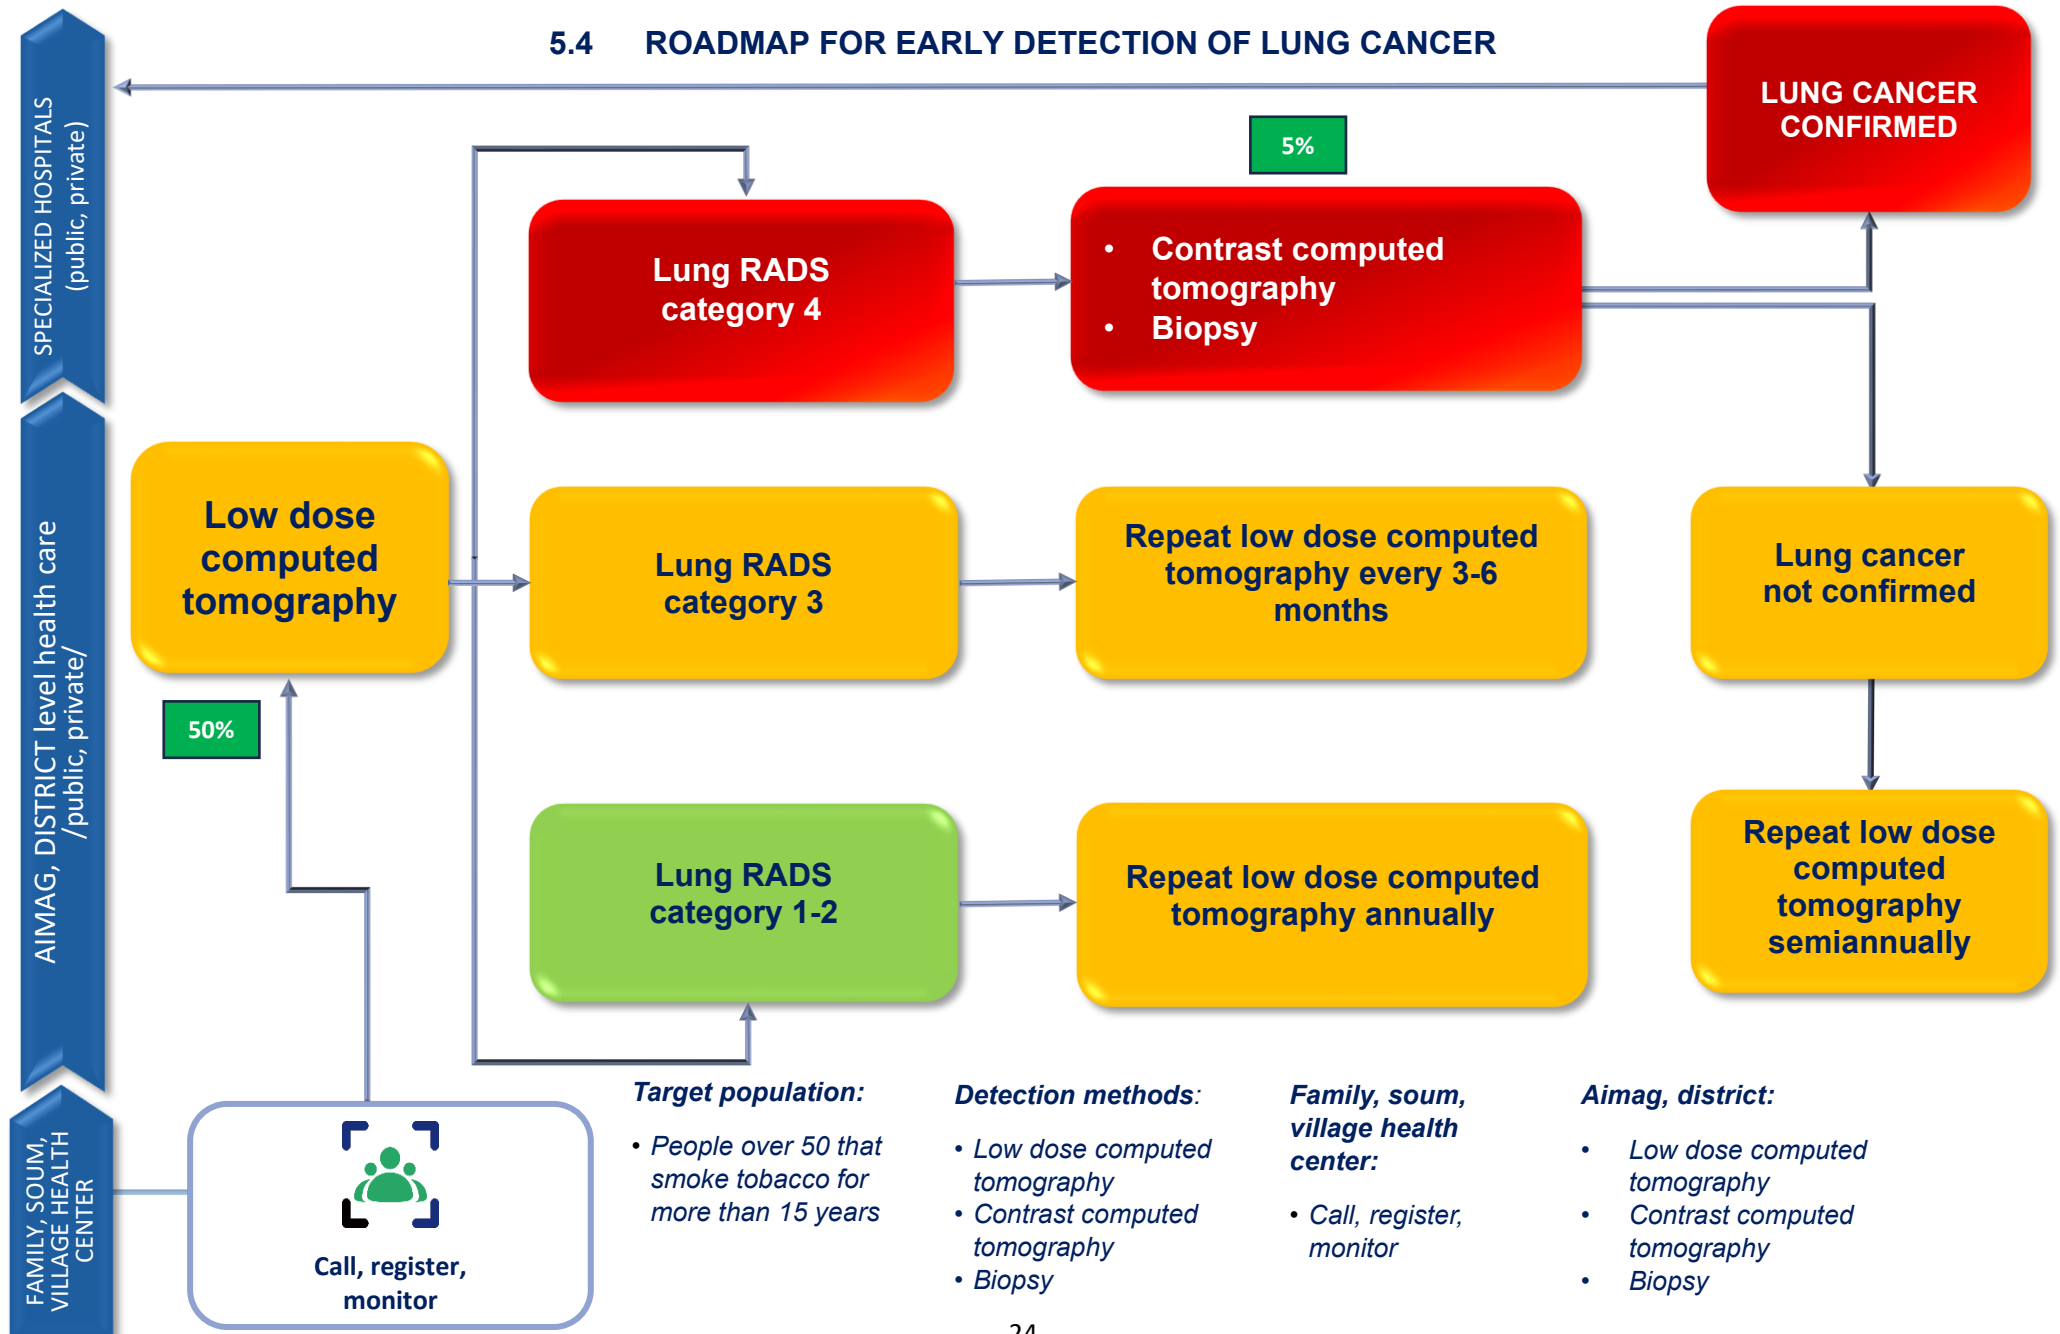 5.4 ROADMAP FOR EARLY DETECTION OF LUNG CANCER
SPECIALIZED HOSPITALS
(public, private)
AIMAG, DISTRICT level health care
/public, private/
FAMILY, SOUM,
VILLAGE HEALTH
CENTER
LUNG CANCER
CONFIRMED
5%
Lung RADS
category 4
• Contrast computed
tomography
• Biopsy
Low dose
computed
tomography
Lung RADS
category 3
Repeat low dose computed
tomography every 3-6
months
Lung cancer
not confirmed
50%
Lung RADS
category 1-2
Repeat low dose computed
tomography annually
Repeat low dose
computed
tomography
semiannually
Call, register,
monitor
Target population:
• People over 50 that
smoke tobacco for
more than 15 years
Detection methods:
• Low dose computed
tomography
• Contrast computed
tomography
• Biopsy
Family, soum,
village health
center:
• Call, register,
monitor
Aimag, district:
• Low dose computed
tomography
• Contrast computed
tomography
• Biopsy
24